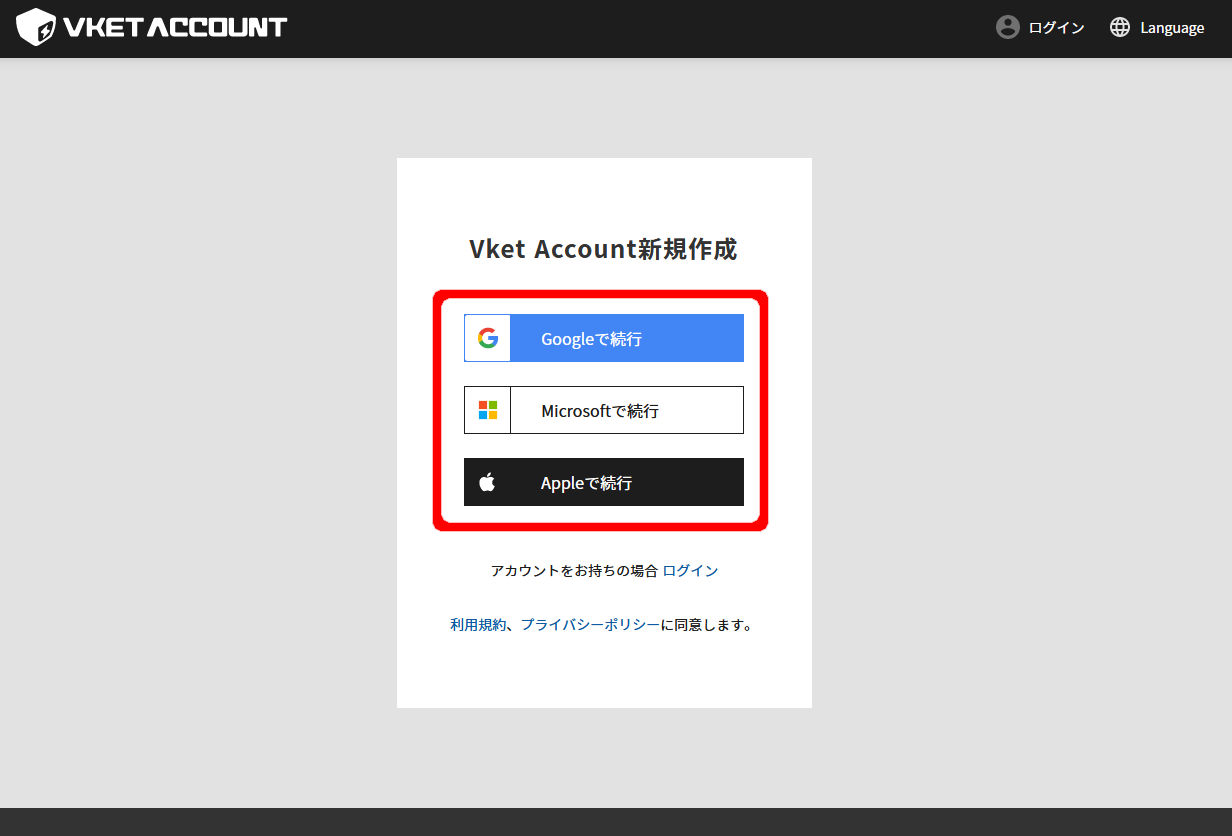 VKET ACCOUNT
ログイン
Language
Vket Account新規作成
Googleで続行
Microsoftで続行
Appleで続行
アカウントをお持ちの場合 ログイン
利用規約、プライバシーポリシーに同意します。